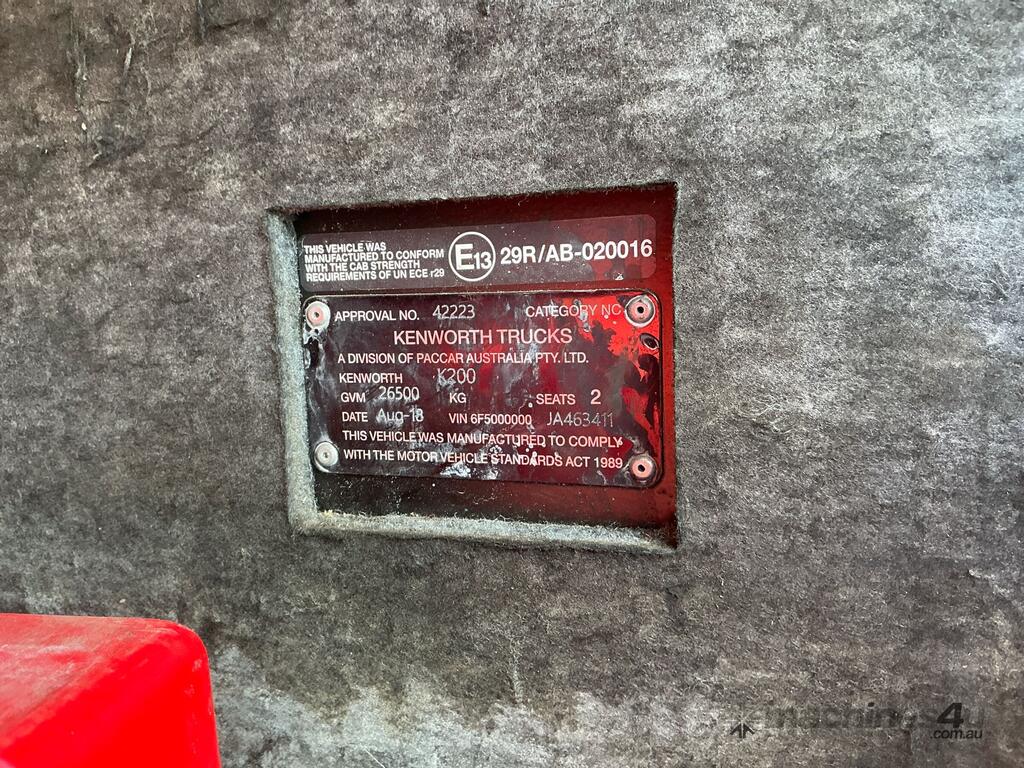 THIS VEHICLE WAS
MANUFACTURED TO CONFORM
WITH THE CAB STRENGTH
REQUIREMENTS OF UN ECE r29
E13 29R/AB-020016
APPROVAL NO. 42223 CATEGORY NC
KENWORTH TRUCKS
A DIVISION OF PACCAR AUSTRALIA PTY. LTD.
KENWORTH K200
GVM 26500 KG SEATS 2
DATE Aug-18 VIN 6F5000000 JA463411
THIS VEHICLE WAS MANUFACTURED TO COMPLY
WITH THE MOTOR VEHICLE STANDARDS ACT 1989
machines4u
.com.au